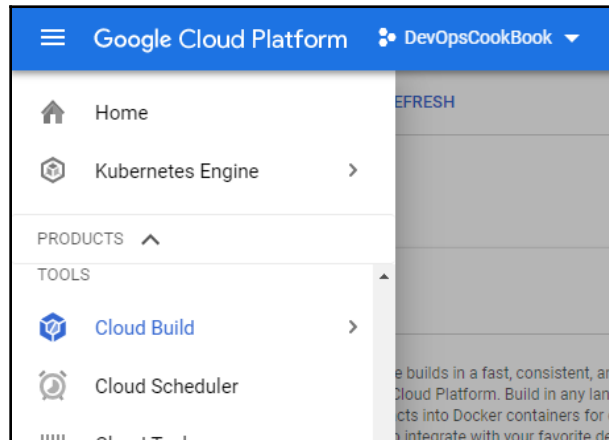 Google Cloud Platform DevOpsCookBook
Home
EFRESH
Kubernetes Engine
PRODUCTS
TOOLS
Cloud Build
e builds in a fast, consistent,
Cloud Scheduler
Cloud Platform. Build in any
cts into Docker containers for
Cloud
integrate with your favorite